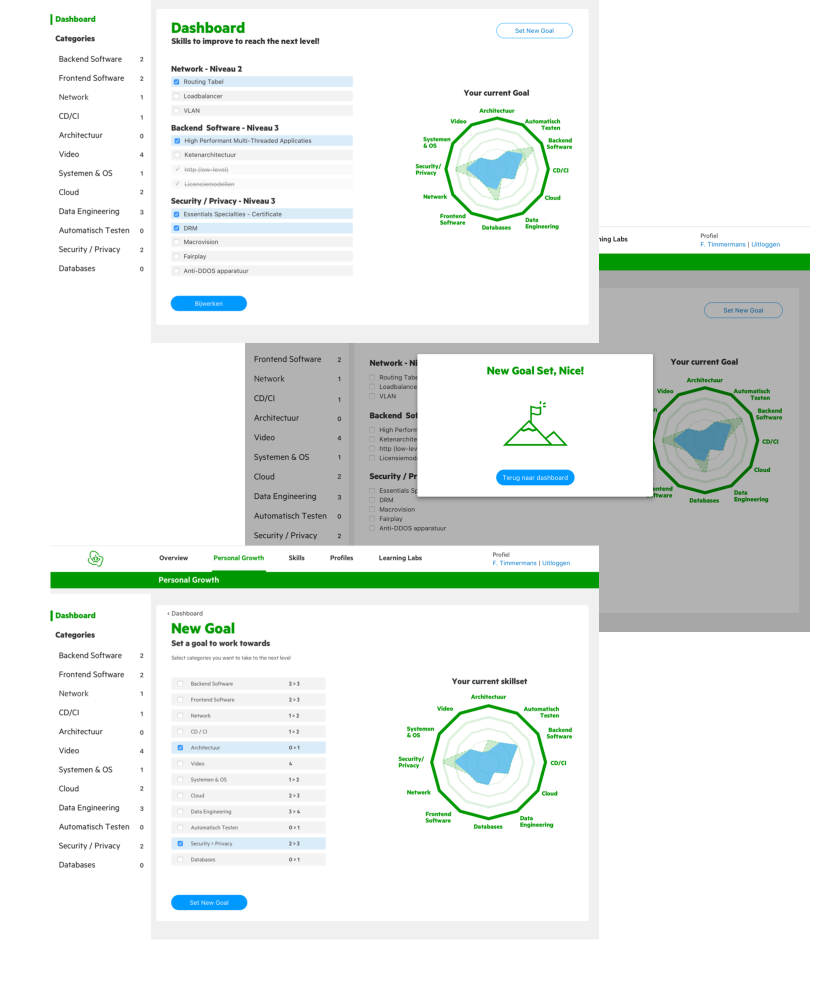 Dashboard
Categories
Backend Software 2
Frontend Software 2
Network 1
CD/CI 1
Architectuur 0
Video 4
Systemen & OS 1
Cloud 2
Data Engineering 3
Automatisch Testen 0
Security / Privacy 2
Databases 0
Dashboard
Skills to improve to reach the next level!
Set New Goal
Network - Niveau 2
Routing Tabel
Loadbalancer
VLAN
Backend Software - Niveau 3
High Performant Multi-Threaded Applicaties
Ketenarchitectuur
http (low-level)
Licensiemodellen
Security / Privacy - Niveau 3
Essentials Specialties - Certificate
DRM
Macrovision
Fairplay
Anti-DDOS apparatuur
Bijwerken
Your current Goal
Architectuur
Automatisch
Testen
Backend
Software
CD/CI
Cloud
Data
Engineering
Databases
Frontend
Software
Netwerk
Security/
Privacy
Systemen
& OS
Video
ning Labs
Profiel
F. Timmermans | Uitloggen
Set New Goal
Frontend Software 2
Network 1
CD/CI 1
Architectuur 0
Video 4
Systemen & OS 1
Cloud 2
Data Engineering 3
Automatisch Testen 0
Security / Privacy 2
Network - Ni
Routing Tabe
Loadbalance
VLAN
Backend Sof
High Perform
Ketenarchite
http (low-lev
Licensiemod
Security / Pr
Essentials Sp
DRM
Macrovision
Fairplay
Anti-DDOS apparatuur
New Goal Set, Nice!
Terug naar dashboard
Your current Goal
Architectuur
Video
Automatisch
Testen
n
Backend
Software
CD/CI
Cloud
ontend
ftware
Data
Engineering
Databases
Overview
Personal Growth
Skills
Profiles
Learning Labs
Profiel
F. Timmermans | Uitloggen
Personal Growth
Dashboard
Categories
Backend Software 2
Frontend Software 2
Network 1
CD/CI 1
Architectuur 0
Video 4
Systemen & OS 1
Cloud 2
Data Engineering 3
Automatisch Testen 0
Security / Privacy 2
Databases 0
‹ Dashboard
New Goal
Set a goal to work towards
Select categories you want to take to the next level
Backend Software 2 > 3
Frontend Software 2 > 3
Network 1 > 2
CD / CI 1 > 2
Architectuur 0 > 1
Video 4
Systemen & OS 1 > 2
Cloud 2 > 3
Data Engineering 3 > 4
Automatisch Testen 0 > 1
Security > Privacy 2 > 3
Databases 0 > 1
Set New Goal
Your current skillset
Architectuur
Automatisch
Testen
Backend
Software
CD/CI
Cloud
Data
Engineering
Databases
Frontend
Software
Netwerk
Security/
Privacy
Systemen
& OS
Video